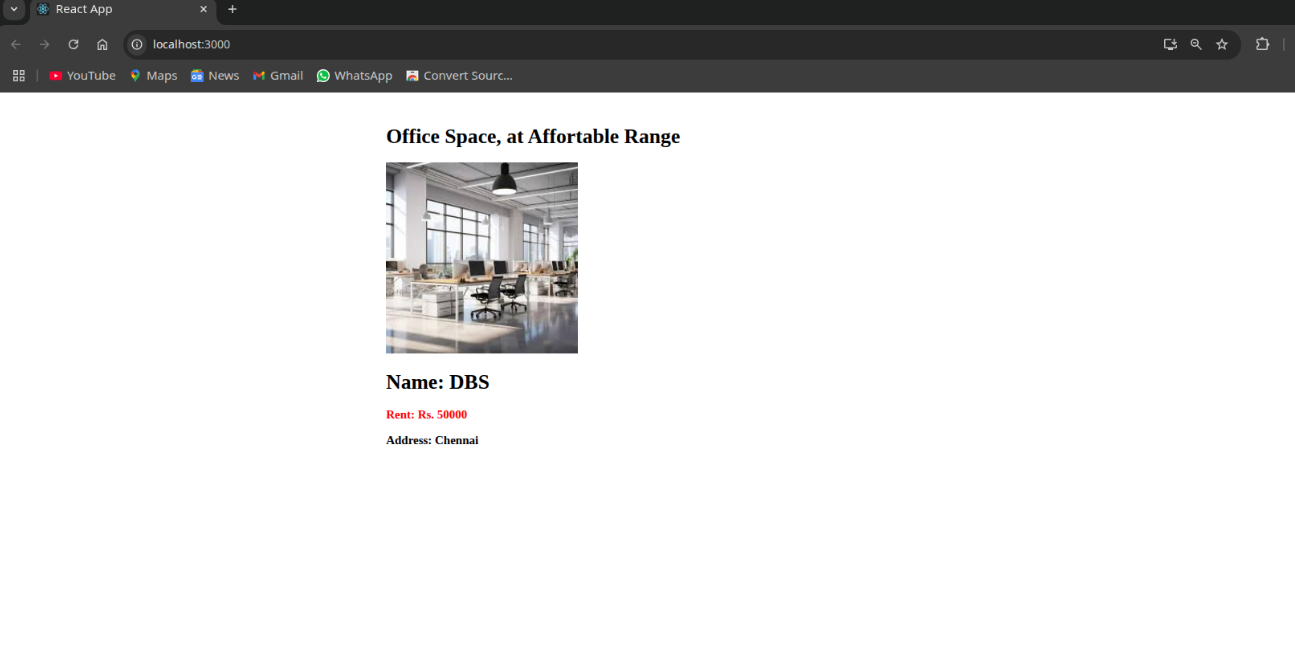 React App
localhost:3000
YouTube Maps News Gmail WhatsApp Convert Sourc...
Office Space, at Affortable Range
Name: DBS
Rent: Rs. 50000
Address: Chennai